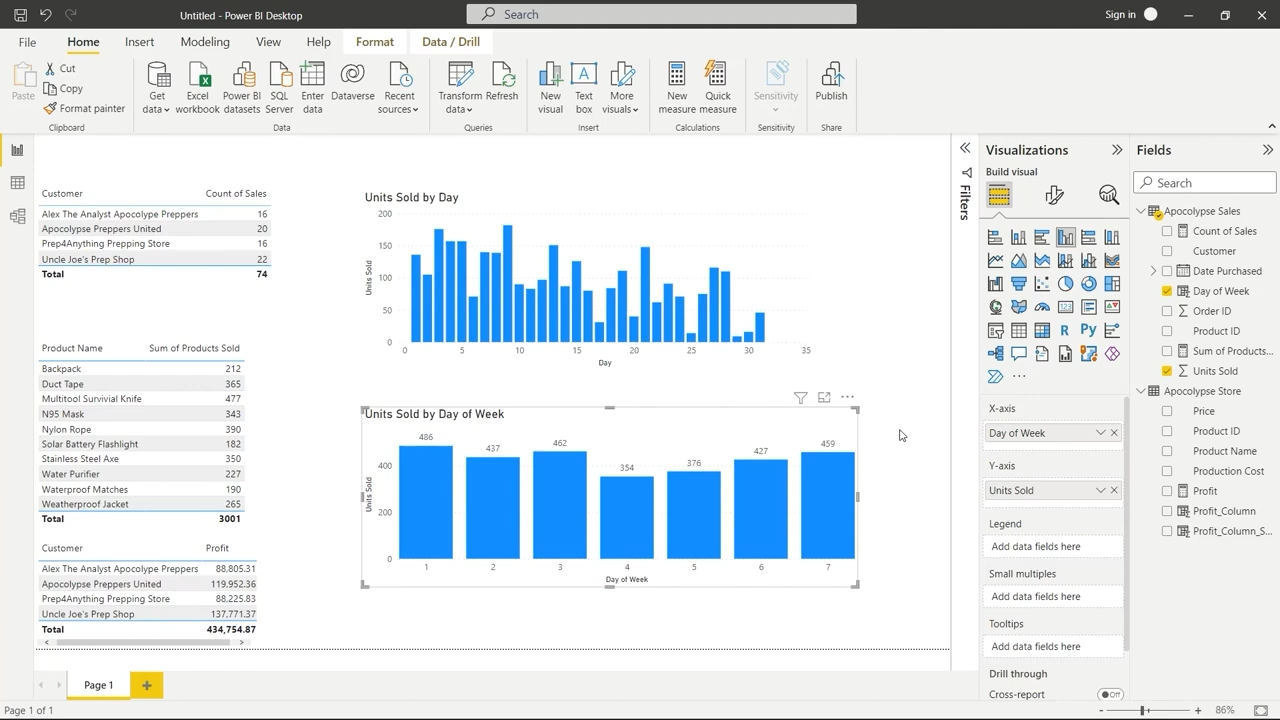 Untitled - Power BI Desktop
Search
Sign in
File Home Insert Modeling View Help Format Data / Drill
Paste
Cut
Copy
Format painter
Clipboard
Get data
Excel workbook
Power BI datasets
SQL Server
Enter data
Dataverse
Recent sources
Data
Transform data
Refresh
Queries
New visual
Text box
More visuals
Insert
New measure
Quick measure
Calculations
Sensitivity
Sensitivity
Publish
Share
Customer Count of Sales
Alex The Analyst Apocolype Preppers 16
Apocolypse Preppers United 20
Prep4Anything Prepping Store 16
Uncle Joe's Prep Shop 22
Total 74
Product Name Sum of Products Sold
Backpack 212
Duct Tape 365
Multitool Survivial Knife 477
N95 Mask 343
Nylon Rope 390
Solar Battery Flashlight 182
Stainless Steel Axe 350
Water Purifier 227
Waterproof Matches 190
Weatherproof Jacket 265
Total 3001
Customer Profit
Alex The Analyst Apocolype Preppers 88,805.31
Apocolypse Preppers United 119,952.36
Prep4Anything Prepping Store 88,225.83
Uncle Joe's Prep Shop 137,771.37
Total 434,754.87
Units Sold by Day
200
150
100
50
0
Units Sold
0 5 10 15 20 25 30 35
Day
Units Sold by Day of Week
486 437 462 354 376 427 459
400
200
0
Units Sold
1 2 3 4 5 6 7
Day of Week
Filters
Visualizations
Build visual
R
Py
123
X-axis
Day of Week
Y-axis
Units Sold
Legend
Add data fields here
Small multiples
Add data fields here
Tooltips
Add data fields here
Drill through
Cross-report
Off
Fields
Search
Apocolypse Sales
Count of Sales
Customer
Date Purchased
Day of Week
Order ID
Product ID
Sum of Products...
Units Sold
Apocolypse Store
Price
Product ID
Product Name
Production Cost
Profit
Profit_Column
Profit_Column_S...
Page 1
Page 1 of 1
86%